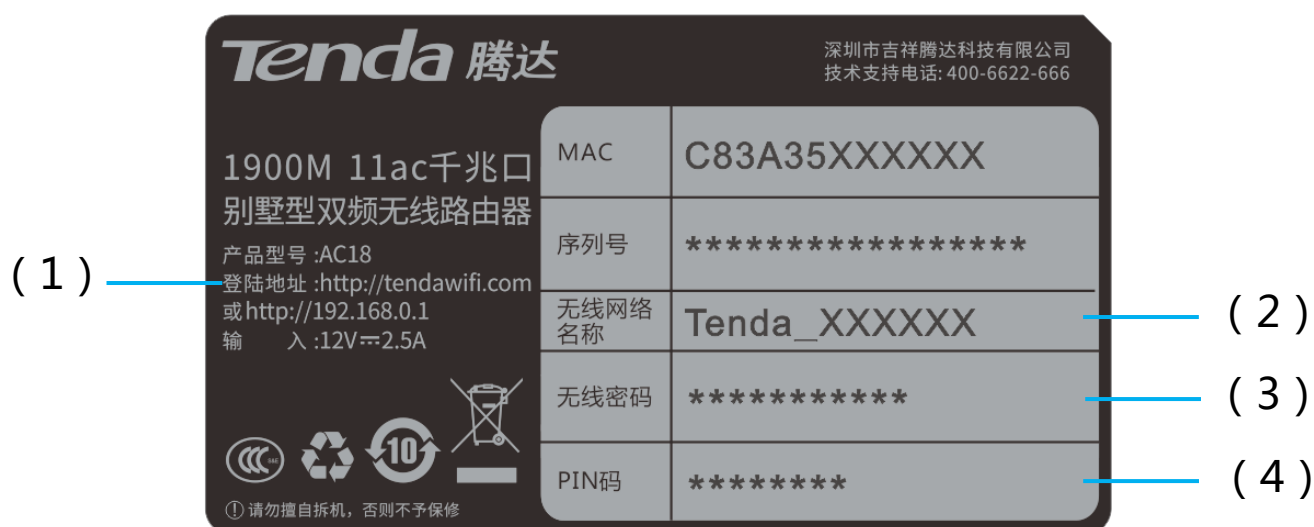 Tenda 腾达
深圳市吉祥腾达科技有限公司
技术支持电话: 400-6622-666
1900M 11ac千兆口
别墅型双频无线路由器
产品型号 :AC18
登陆地址 :http://tendawifi.com
或http://192.168.0.1
输 入 :12V⎓2.5A
MAC C83A35XXXXXX
序列号 *****************
无线网络
名称 Tenda_XXXXXX
无线密码 ***********
PIN码 ********
(1)
(2)
(3)
(4)
CCC S&E
10
! 请勿擅自拆机，否则不予保修